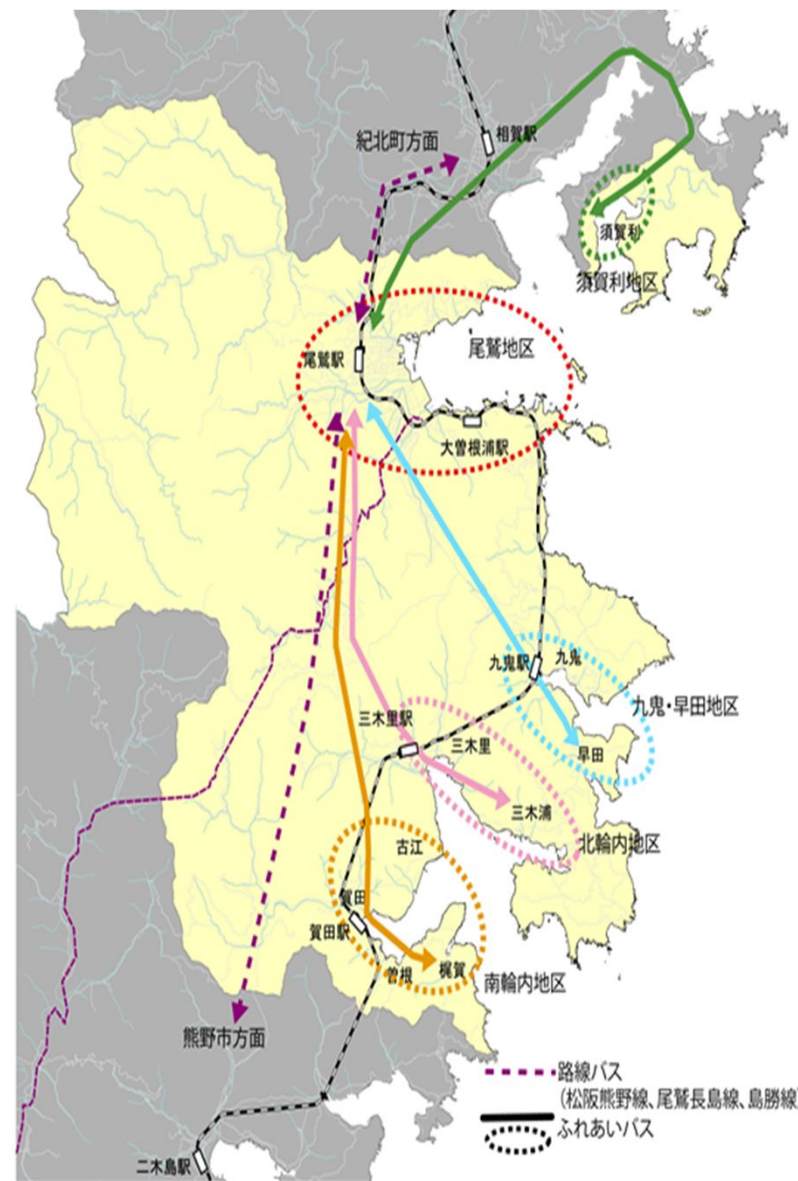 相賀駅
紀北町方面
須賀利
須賀利地区
尾鷲地区
尾鷲駅
大曽根浦駅
九鬼
九鬼駅
九鬼・早田地区
三木里駅
三木里
早田
三木浦
北輪内地区
古江
賀田
賀田駅
曽根
梶賀
南輪内地区
熊野市方面
路線バス
(松阪熊野線、尾鷲長島線、島勝線)
ふれあいバス
二木島駅